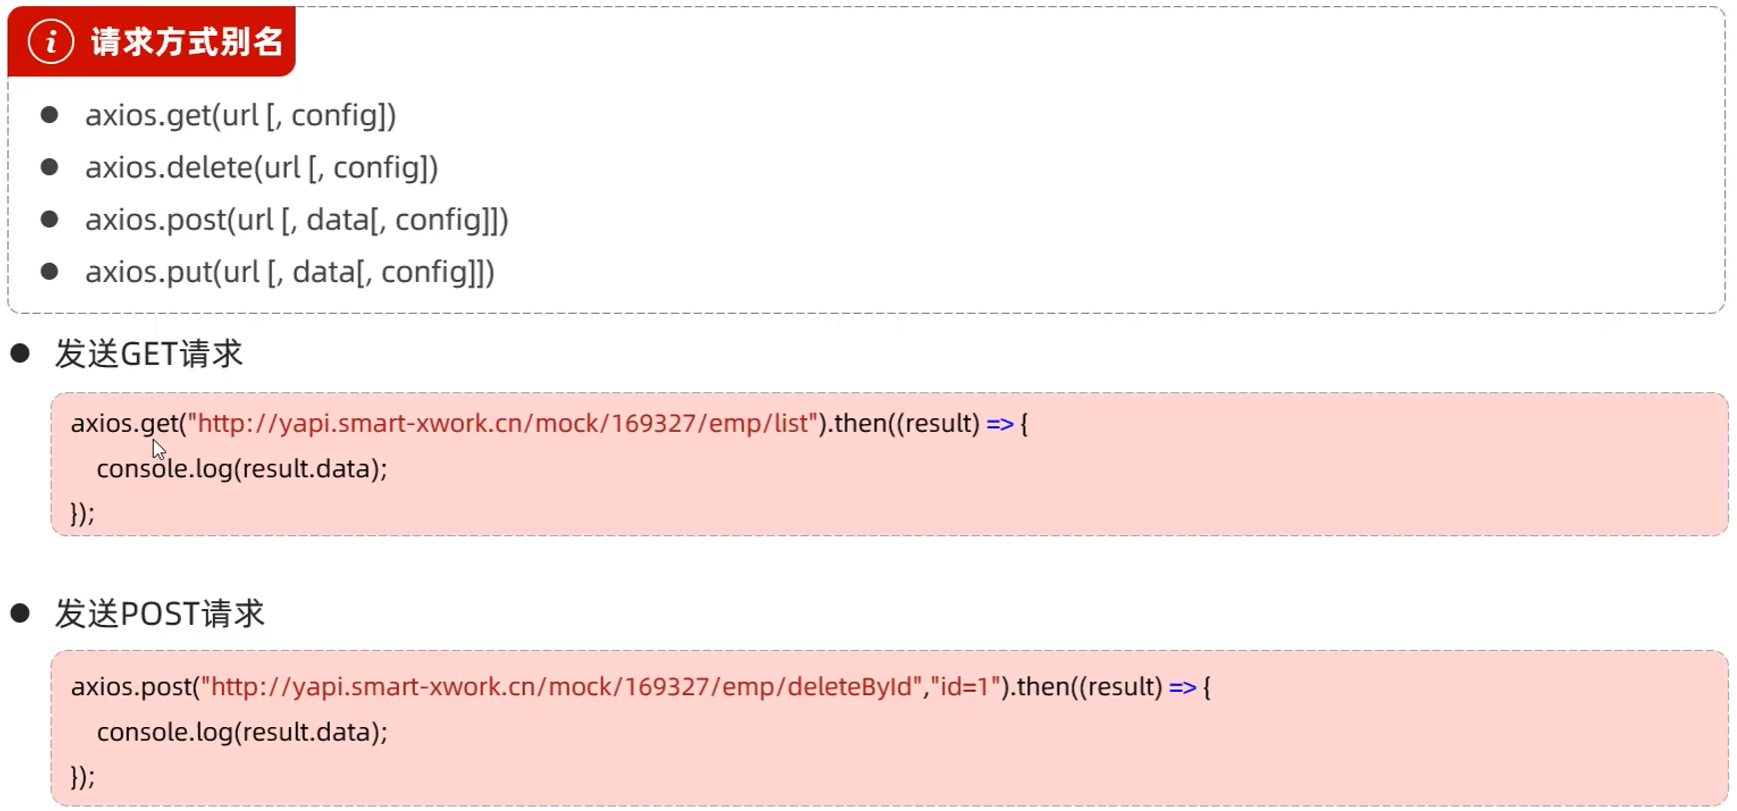 请求方式别名
axios.get(url [, config])
axios.delete(url [, config])
axios.post(url [, data[, config]])
axios.put(url [, data[, config]])
发送GET请求
axios.get("http://yapi.smart-xwork.cn/mock/169327/emp/list").then((result) => {
console.log(result.data);
});
发送POST请求
axios.post("http://yapi.smart-xwork.cn/mock/169327/emp/deleteById","id=1").then((result) => {
console.log(result.data);
});